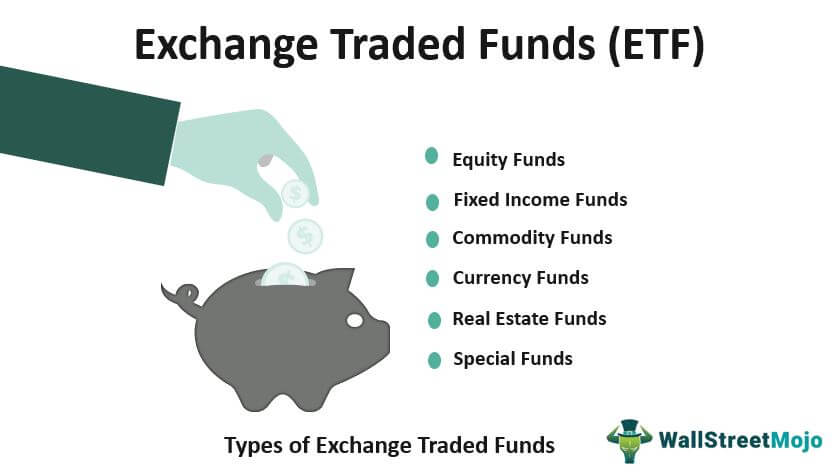 Exchange Traded Funds (ETF)
Equity Funds
Fixed Income Funds
Commodity Funds
Currency Funds
Real Estate Funds
Special Funds
Types of Exchange Traded Funds
WallStreetMojo
$
$